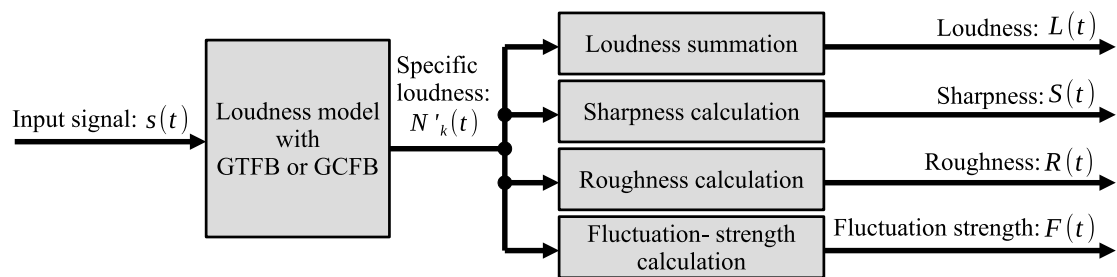 Input signal: s(t)
Loudness model
with
GTFB or GCFB
Specific
loudness:
N'ₖ(t)
Loudness summation
Loudness: L(t)
Sharpness calculation
Sharpness: S(t)
Roughness calculation
Roughness: R(t)
Fluctuation- strength
calculation
Fluctuation strength: F(t)